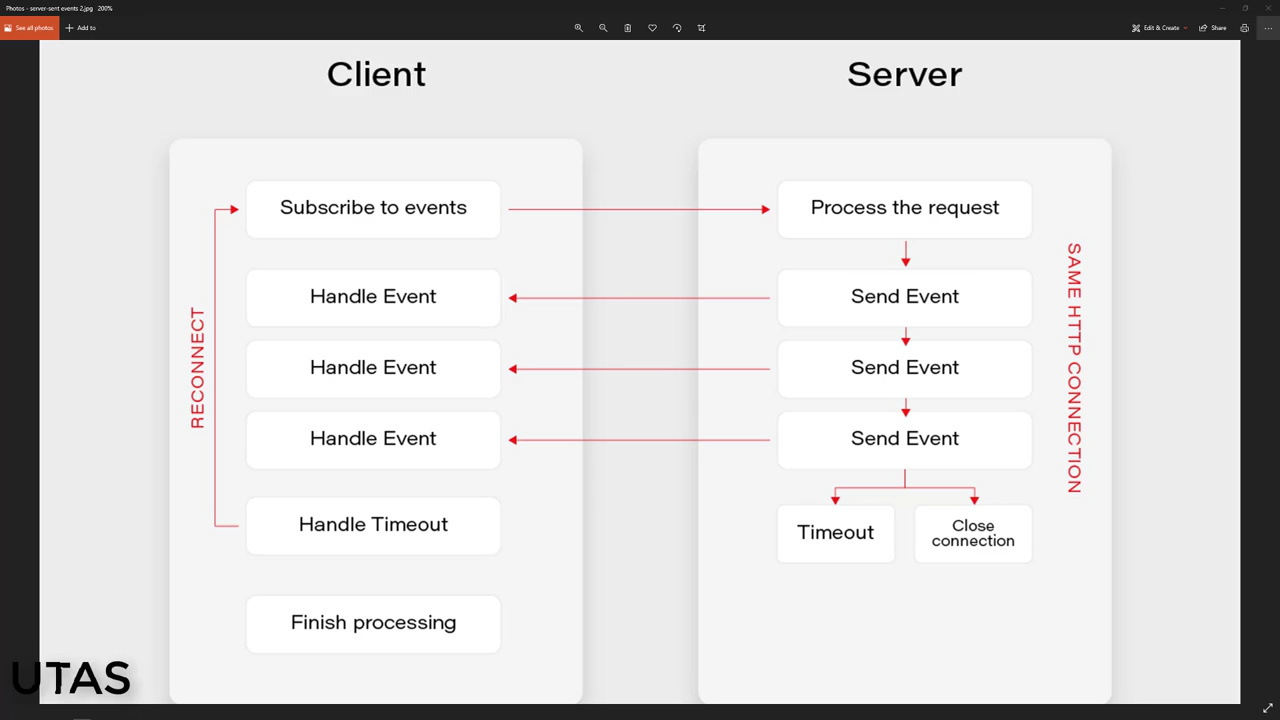 Photos - server-sent events 2.jpg 200%
See all photos
Add to
Edit & Create
Share
Client
Server
Subscribe to events
Process the request
Handle Event
Send Event
Handle Event
Send Event
Handle Event
Send Event
RECONNECT
SAME HTTP CONNECTION
Handle Timeout
Timeout
Close
connection
Finish processing
UTAS